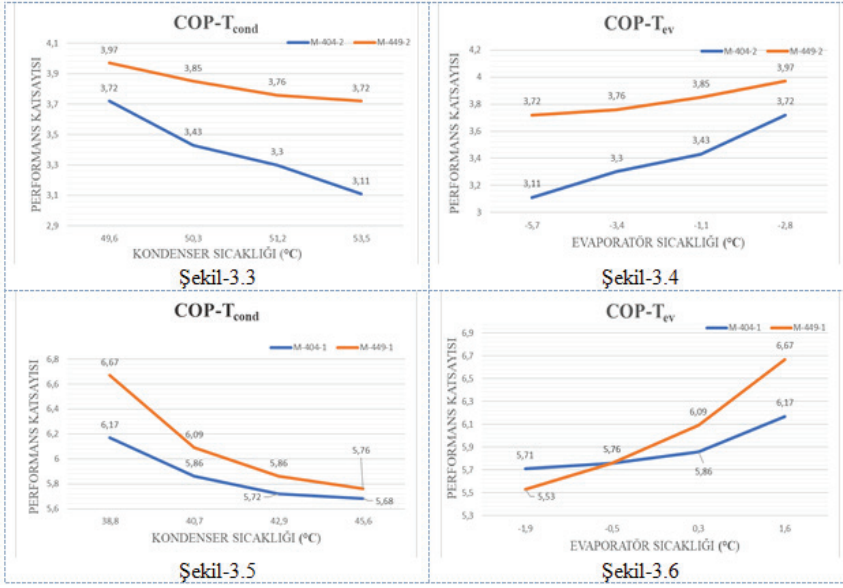 COP-Tcond
M-404-2 M-449-2
PERFORMANS KATSAYISI
4,1
3,9
3,7
3,5
3,3
3,1
2,9
3,97
3,85
3,76
3,72
3,72
3,43
3,3
3,11
49,6 50,3 51,2 53,5
KONDENSER SICAKLIĞI (°C)
Şekil-3.3
COP-Tev
M-404-2 M-449-2
PERFORMANS KATSAYISI
4,2
4
3,8
3,6
3,4
3,2
3
3,72
3,76
3,85
3,97
3,11
3,3
3,43
3,72
-5,7 -3,4 -1,1 -2,8
EVAPORATÖR SICAKLIĞI (°C)
Şekil-3.4
COP-Tcond
M-404-1 M-449-1
PERFORMANS KATSAYISI
6,8
6,6
6,4
6,2
6
5,8
5,6
6,67
6,09
5,86
5,76
6,17
5,86
5,72
5,68
38,8 40,7 42,9 45,6
KONDENSER SICAKLIĞI (°C)
Şekil-3.5
COP-Tev
M-404-1 M-449-1
PERFORMANS KATSAYISI
6,9
6,7
6,5
6,3
6,1
5,9
5,7
5,5
5,3
6,67
6,09
5,76
5,53
5,71
5,86
6,17
-1,9 -0,5 0,3 1,6
EVAPORATÖR SICAKLIĞI (°C)
Şekil-3.6